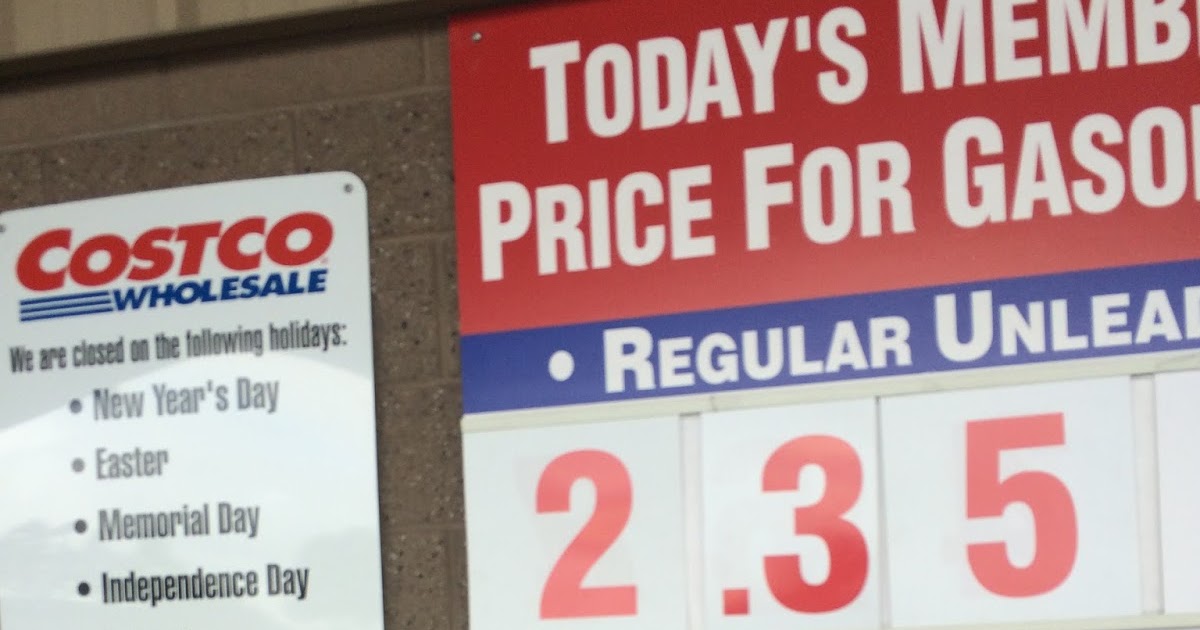 COSTCO
WHOLESALE
We are closed on the following holidays:
• New Year's Day
• Easter
• Memorial Day
• Independence Day
TODAY'S MEMB
PRICE FOR GASO
• REGULAR UNLEA
2.35